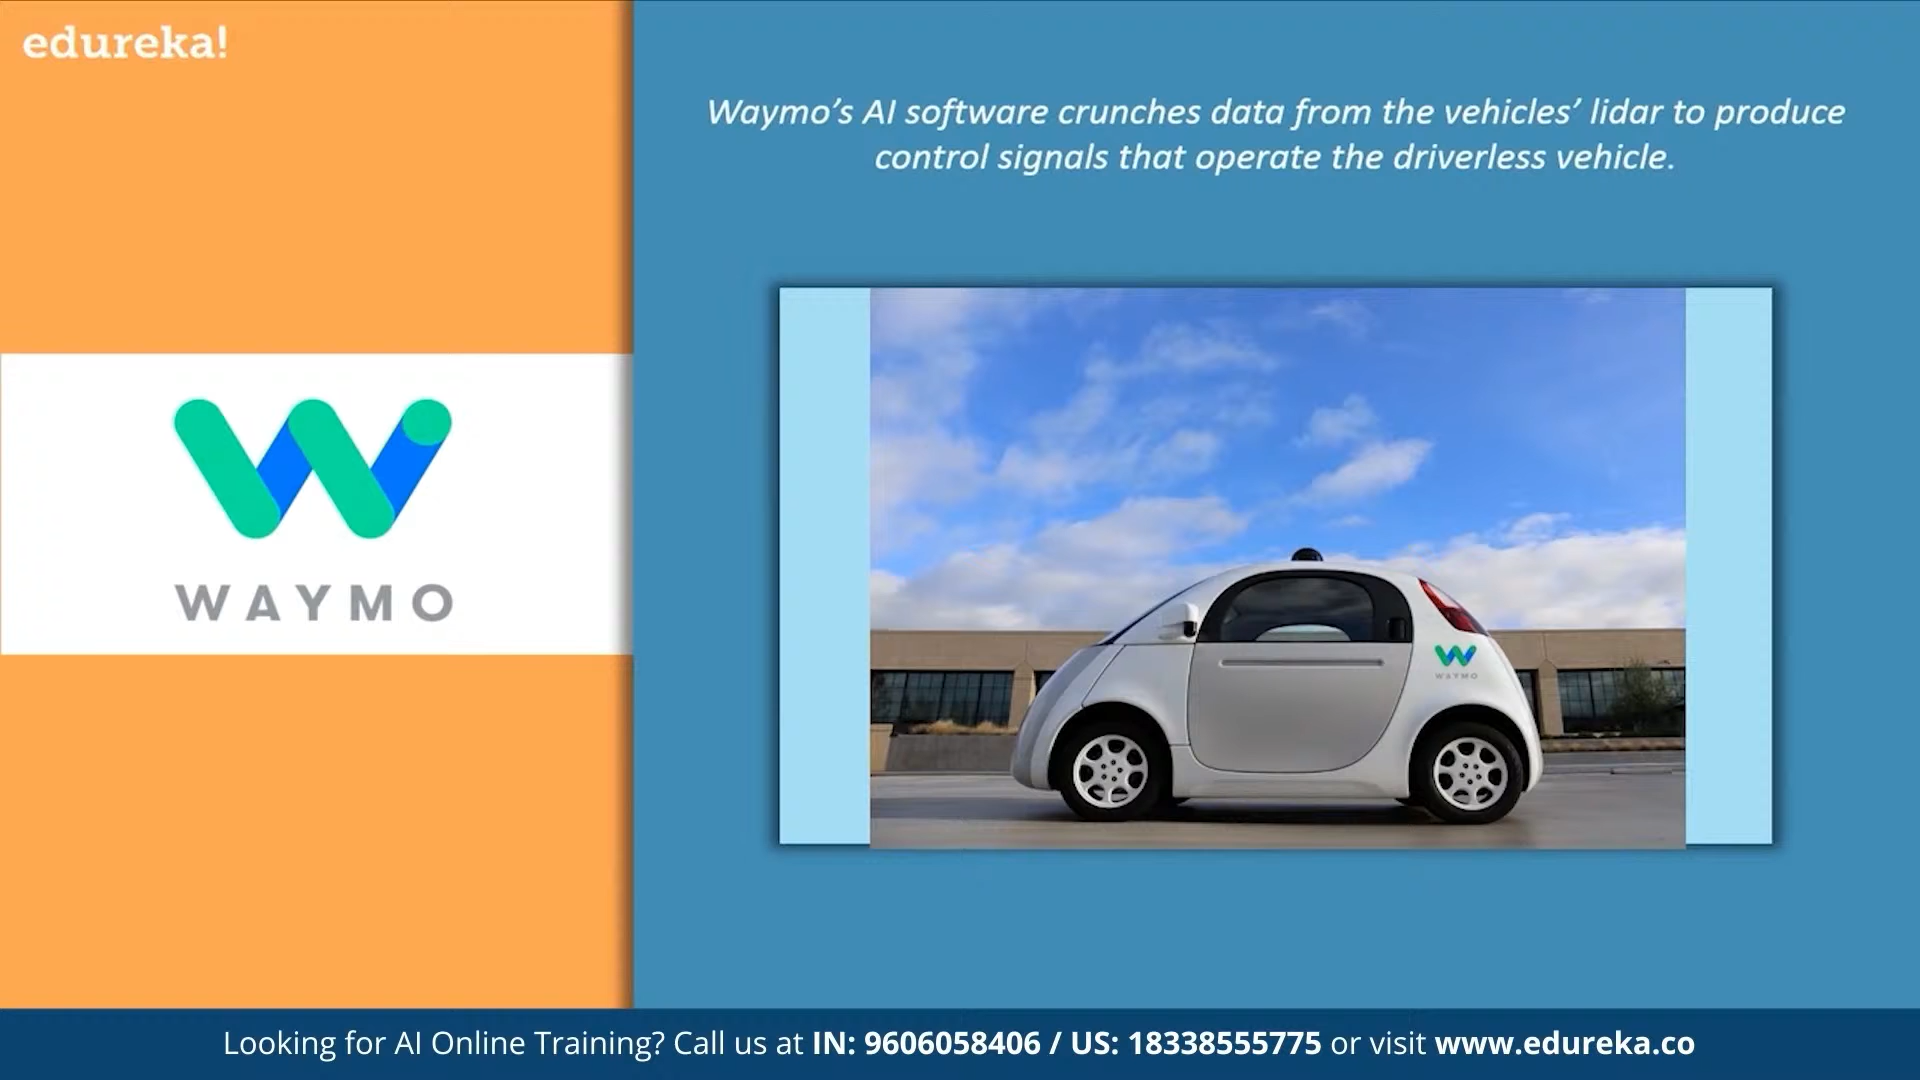 edureka!
Waymo’s AI software crunches data from the vehicles’ lidar to produce
control signals that operate the driverless vehicle.
WAYMO
WAYMO
Looking for AI Online Training? Call us at IN: 9606058406 / US: 18338555775 or visit www.edureka.co